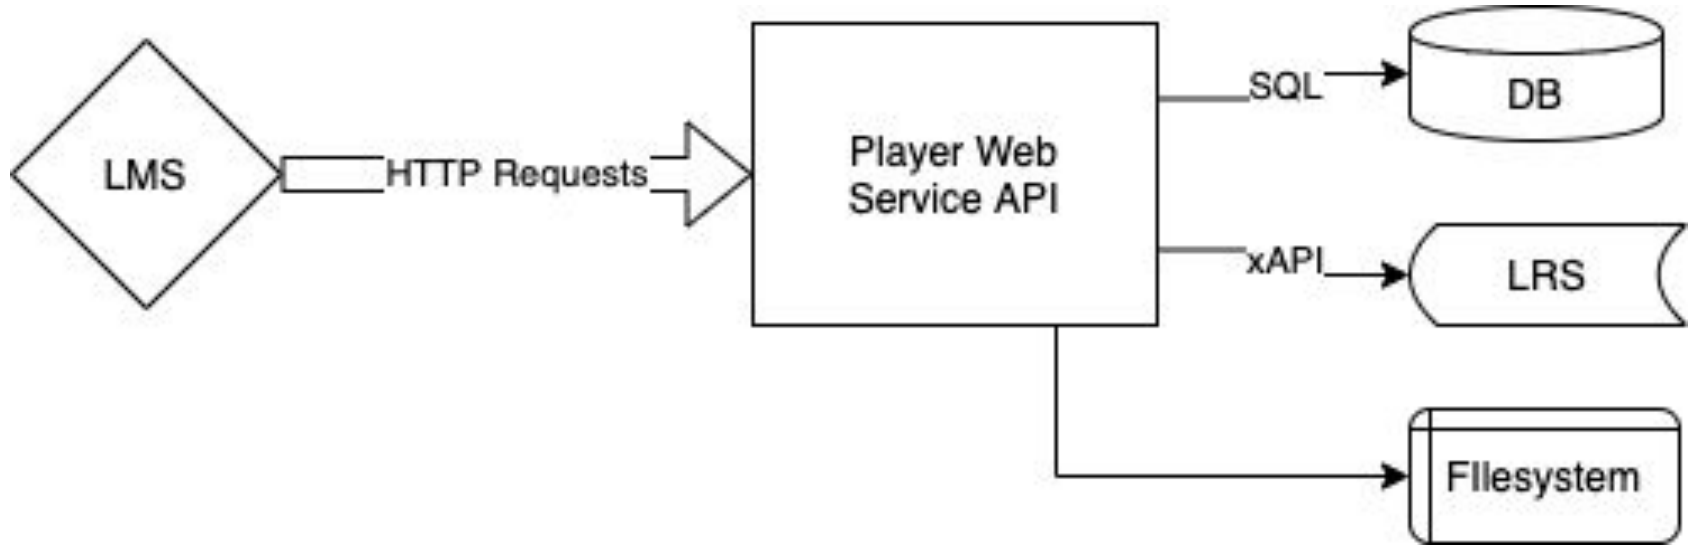 LMS
HTTP Requests
Player Web
Service API
SQL
DB
xAPI
LRS
FIlesystem